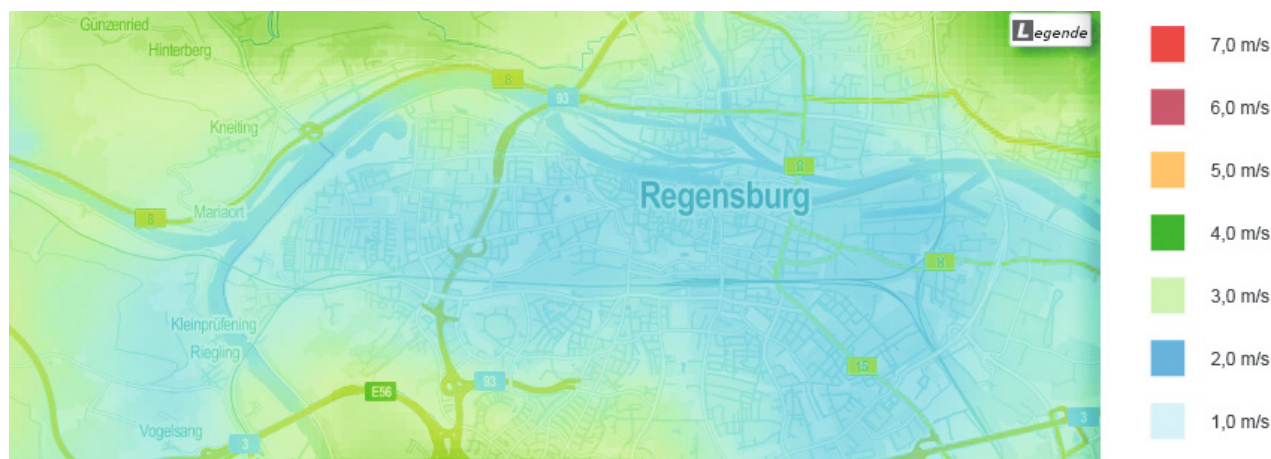 Günzenried
Hinterberg
Legende
8
93
Kneiting
8
Regensburg
Mariaort
8
8
Kleinprüfening
Riegling
15
E56
93
Vogelsang
3
3
7,0 m/s
6,0 m/s
5,0 m/s
4,0 m/s
3,0 m/s
2,0 m/s
1,0 m/s